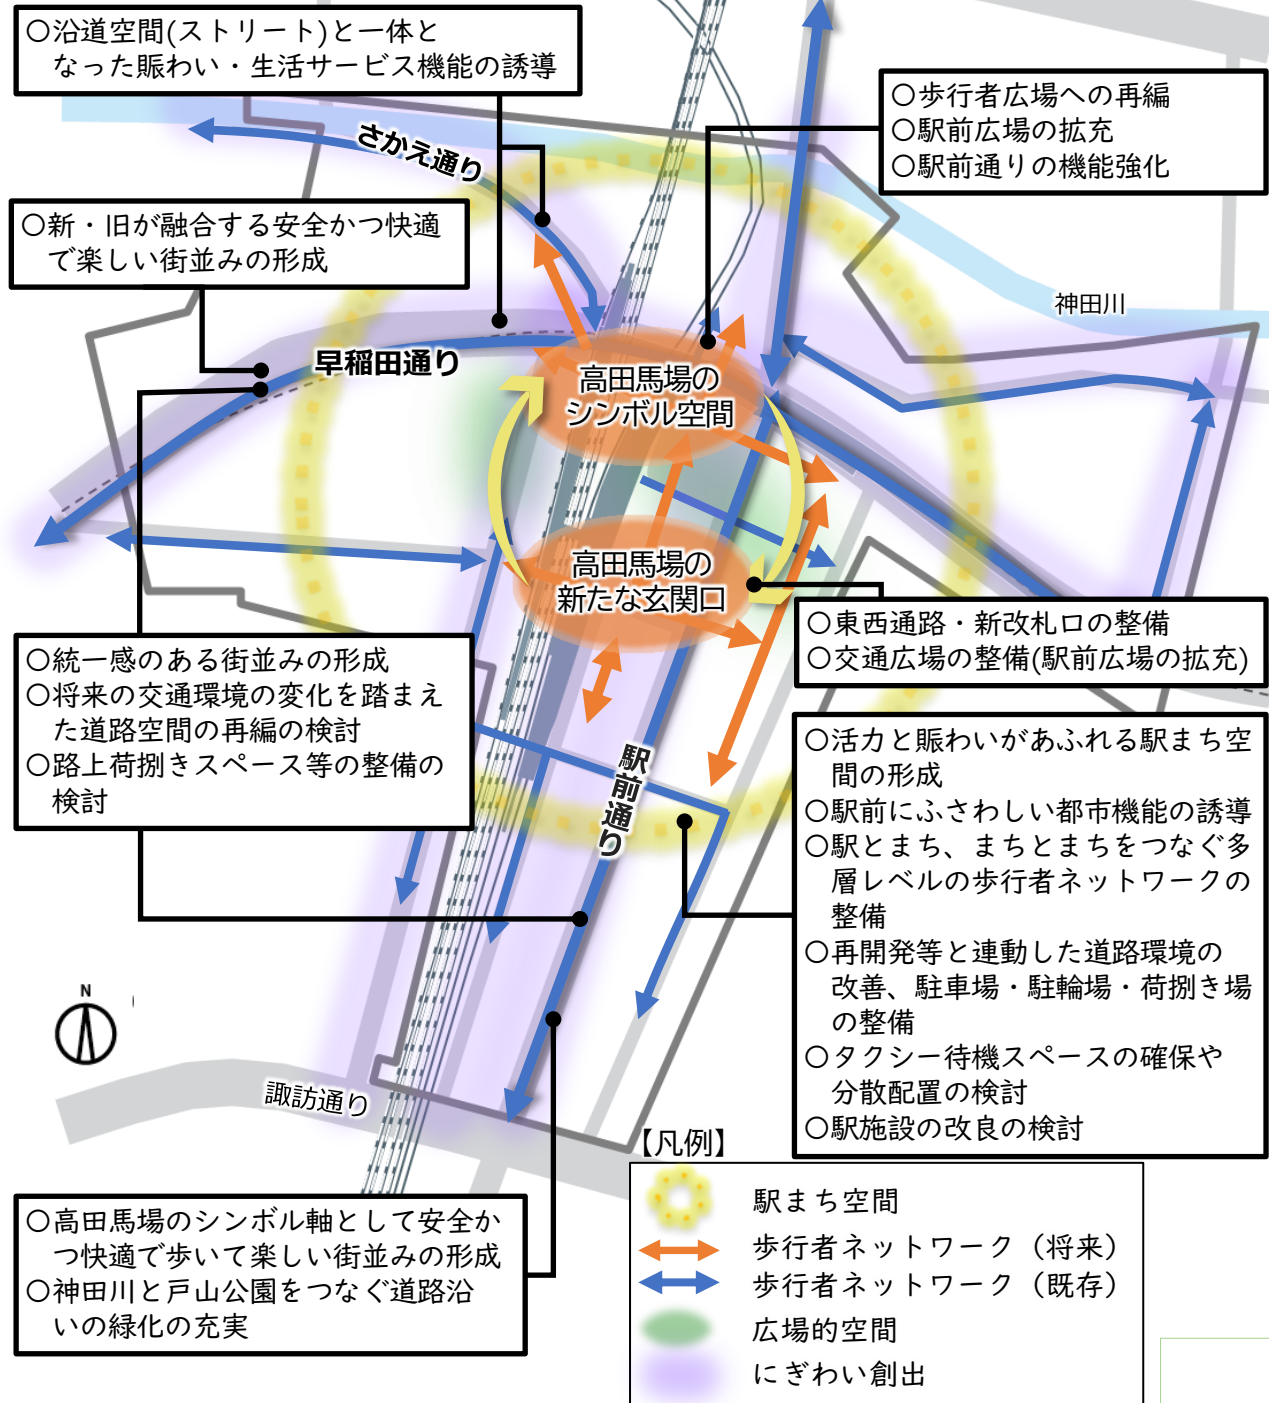 〇沿道空間(ストリート)と一体と
なった賑わい・生活サービス機能の誘導
〇歩行者広場への再編
〇駅前広場の拡充
〇駅前通りの機能強化
さかえ通り
〇新・旧が融合する安全かつ快適
で楽しい街並みの形成
神田川
早稲田通り
高田馬場の
シンボル空間
高田馬場の
新たな玄関口
〇東西通路・新改札口の整備
〇交通広場の整備(駅前広場の拡充)
〇統一感のある街並みの形成
〇将来の交通環境の変化を踏まえ
た道路空間の再編の検討
〇路上荷捌きスペース等の整備の
検討
駅前通り
〇活力と賑わいがあふれる駅まち空
間の形成
〇駅前にふさわしい都市機能の誘導
〇駅とまち、まちとまちをつなぐ多
層レベルの歩行者ネットワークの
整備
〇再開発等と連動した道路環境の
改善、駐車場・駐輪場・荷捌き場
の整備
〇タクシー待機スペースの確保や
分散配置の検討
〇駅施設の改良の検討
N
諏訪通り
〇高田馬場のシンボル軸として安全か
つ快適で歩いて楽しい街並みの形成
〇神田川と戸山公園をつなぐ道路沿
いの緑化の充実
【凡例】
駅まち空間
歩行者ネットワーク（将来）
歩行者ネットワーク（既存）
広場的空間
にぎわい創出